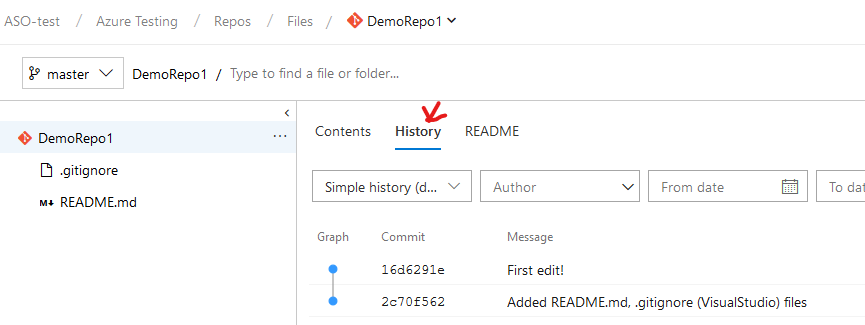 ASO-test / Azure Testing / Repos / Files / DemoRepo1
master DemoRepo1 / Type to find a file or folder...
DemoRepo1 ...
.gitignore
README.md
Contents History README
Simple history (d... Author From date To dat
Graph Commit Message
16d6291e First edit!
2c70f562 Added README.md, .gitignore (VisualStudio) files